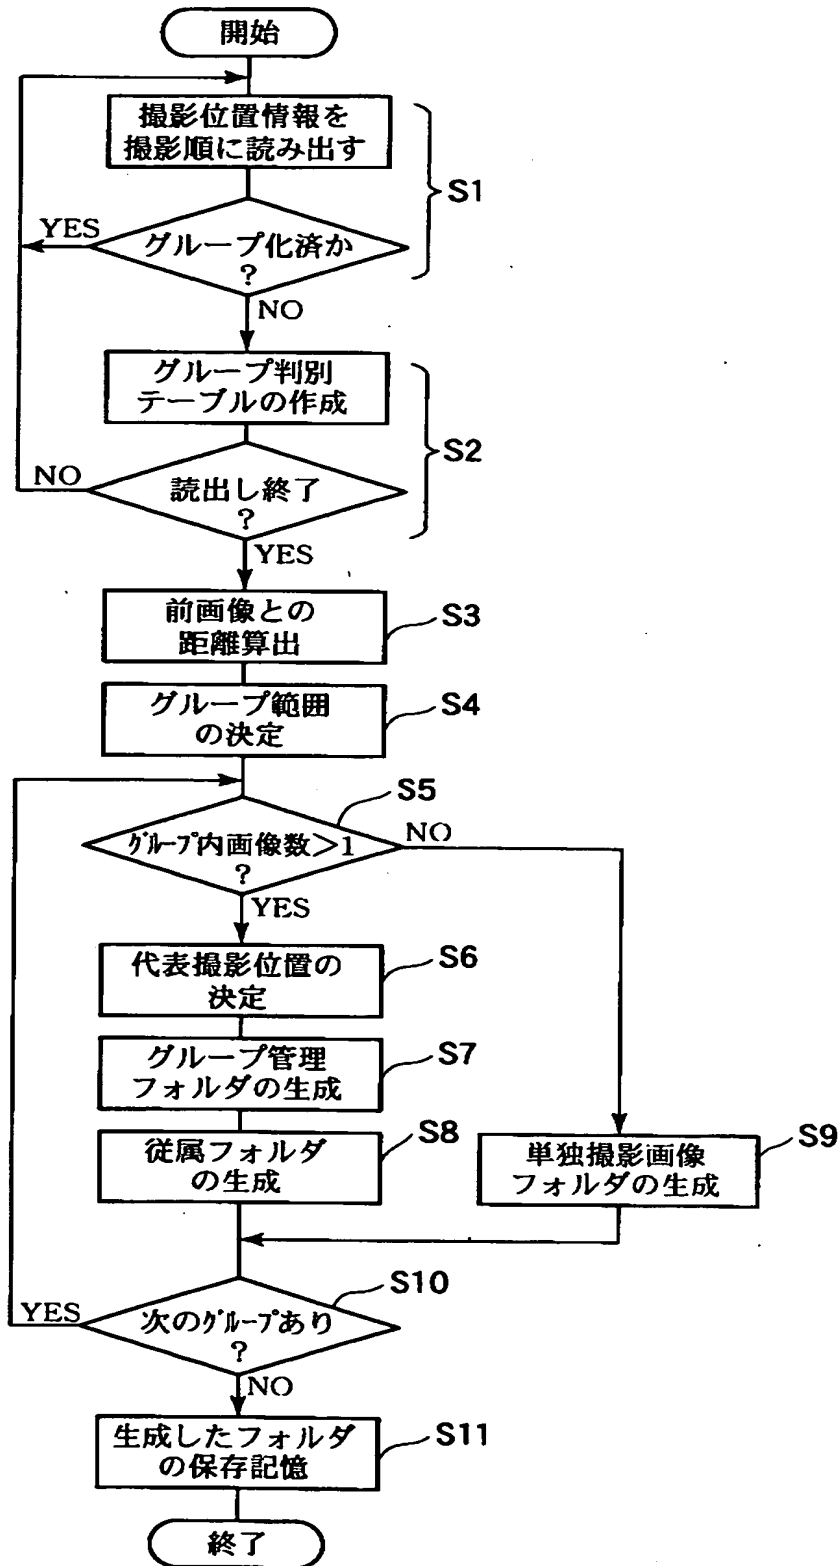 開始
撮影位置情報を
撮影順に読み出す
S1
YES
グループ化済か
?
NO
グループ判別
テーブルの作成
S2
NO
読出し終了
?
YES
前画像との
距離算出
S3
グループ範囲
の決定
S4
S5
グループ内画像数>1
?
NO
YES
代表撮影位置の
決定
S6
グループ管理
フォルダの生成
S7
従属フォルダ
の生成
S8
単独撮影画像
フォルダの生成
S9
S10
YES
次のグループあり
?
NO
生成したフォルダ
の保存記憶
S11
終了